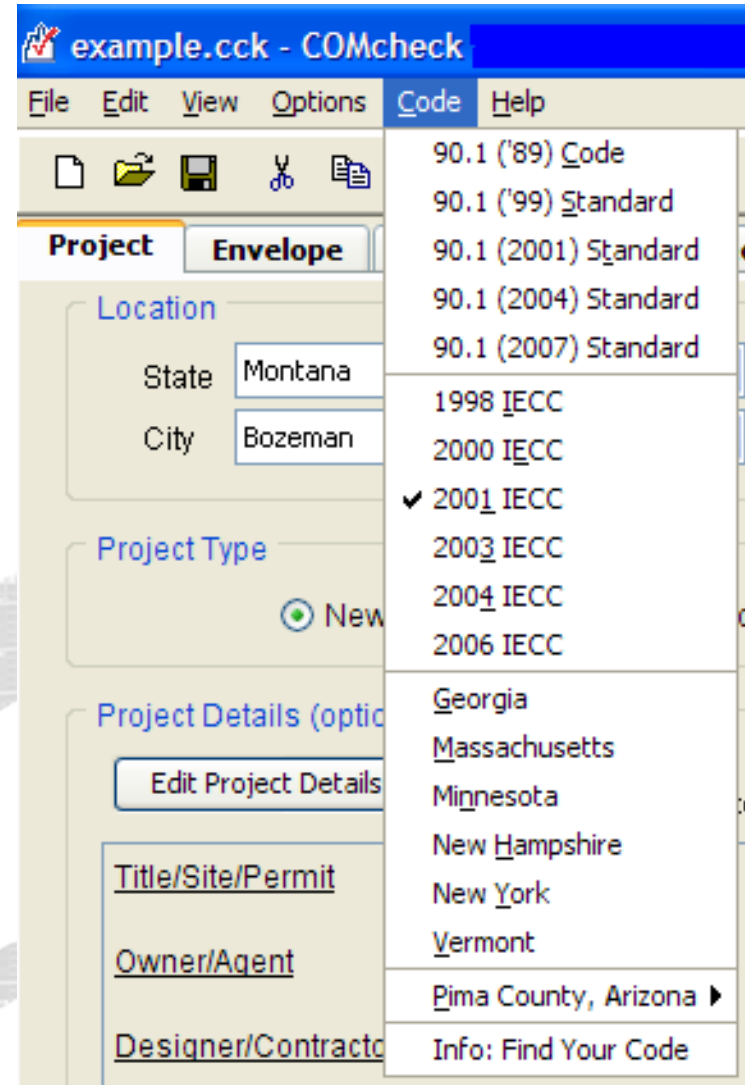 example.cck - COMcheck
File Edit View Options Code Help
Project Envelope
Location
State Montana
City Bozeman
Project Type
New
Project Details (optio
Edit Project Details
Title/Site/Permit
Owner/Agent
Designer/Contracto
90.1 ('89) Code
90.1 ('99) Standard
90.1 (2001) Standard
90.1 (2004) Standard
90.1 (2007) Standard
1998 IECC
2000 IECC
2001 IECC
2003 IECC
2004 IECC
2006 IECC
Georgia
Massachusetts
Minnesota
New Hampshire
New York
Vermont
Pima County, Arizona
Info: Find Your Code